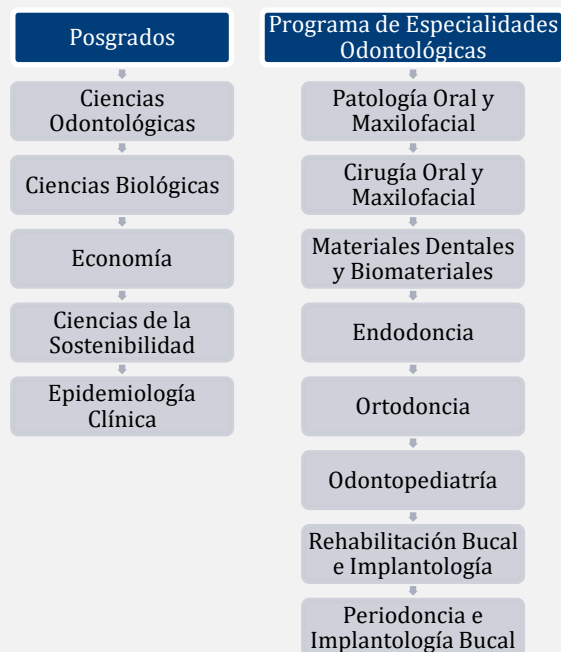 Posgrados
Ciencias
Odontológicas
Ciencias Biológicas
Economía
Ciencias de la
Sostenibilidad
Epidemiología
Clínica
Programa de Especialidades
Odontológicas
Patología Oral y
Maxilofacial
Cirugía Oral y
Maxilofacial
Materiales Dentales
y Biomateriales
Endodoncia
Ortodoncia
Odontopediatría
Rehabilitación Bucal
e Implantología
Periodoncia e
Implantología Bucal